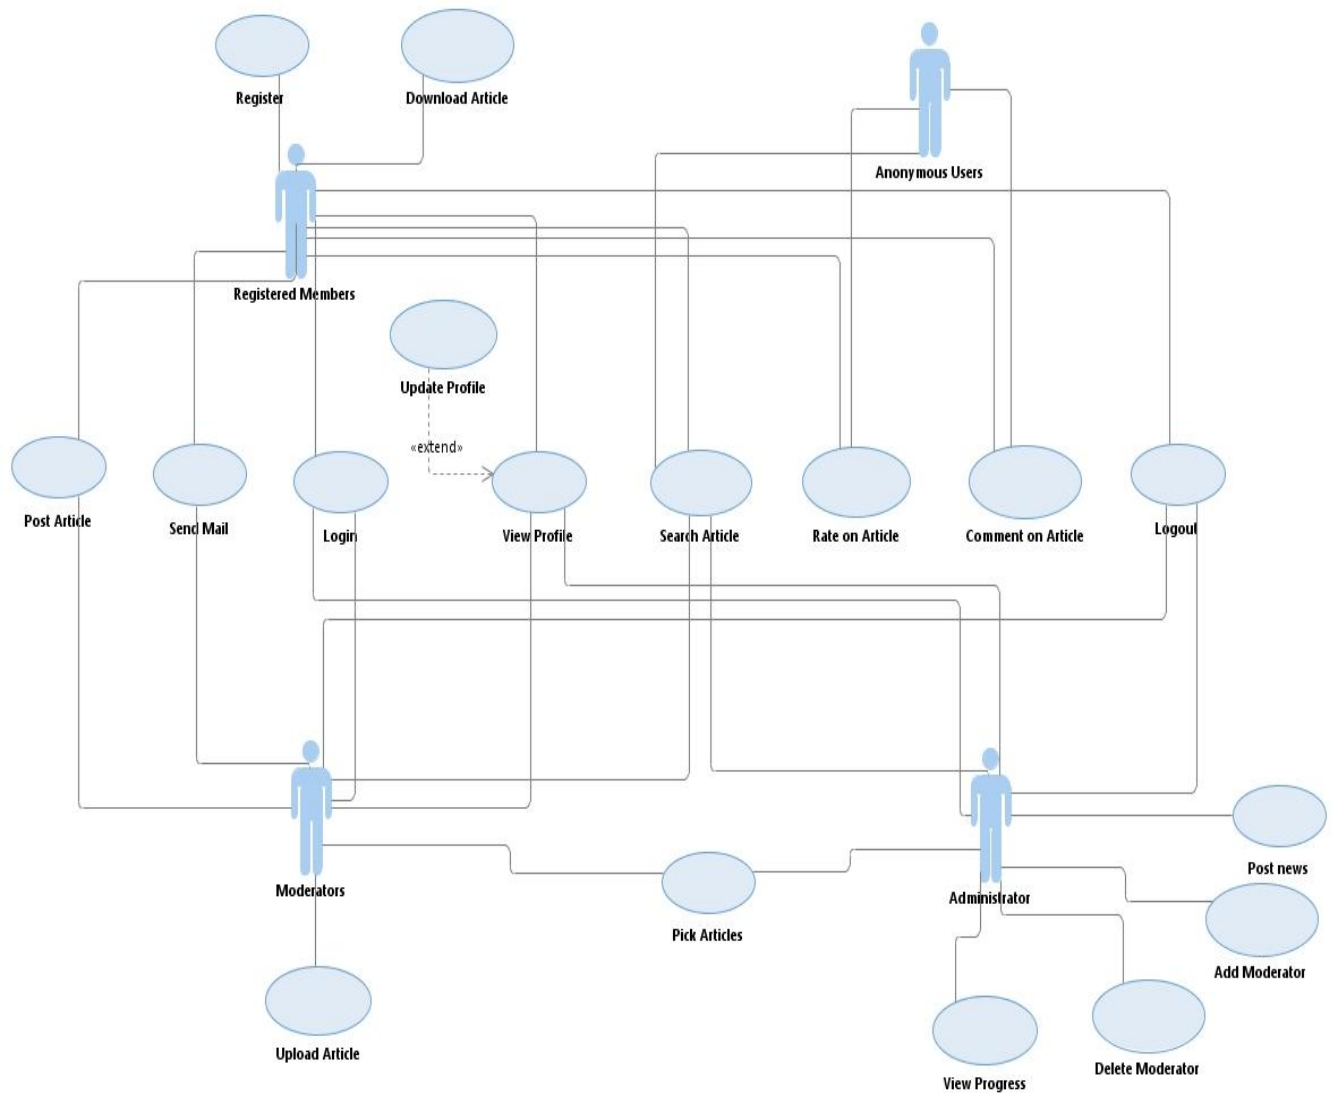 Register
Download Article
Anonymous Users
Registered Members
Update Profile
«extend»
Post Article
Send Mail
Login
View Profile
Search Article
Rate on Article
Comment on Article
Logout
Moderators
Administrator
Post news
Pick Articles
Add Moderator
Upload Article
View Progress
Delete Moderator